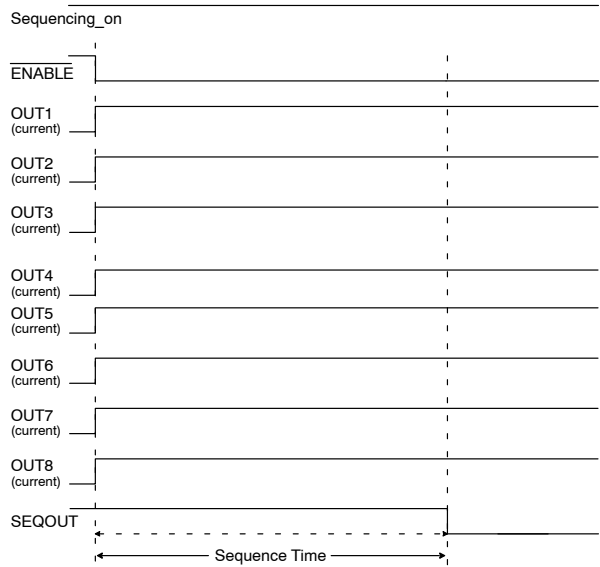 Sequencing_on
ENABLE
OUT1
(current)
OUT2
(current)
OUT3
(current)
OUT4
(current)
OUT5
(current)
OUT6
(current)
OUT7
(current)
OUT8
(current)
SEQOUT
Sequence Time